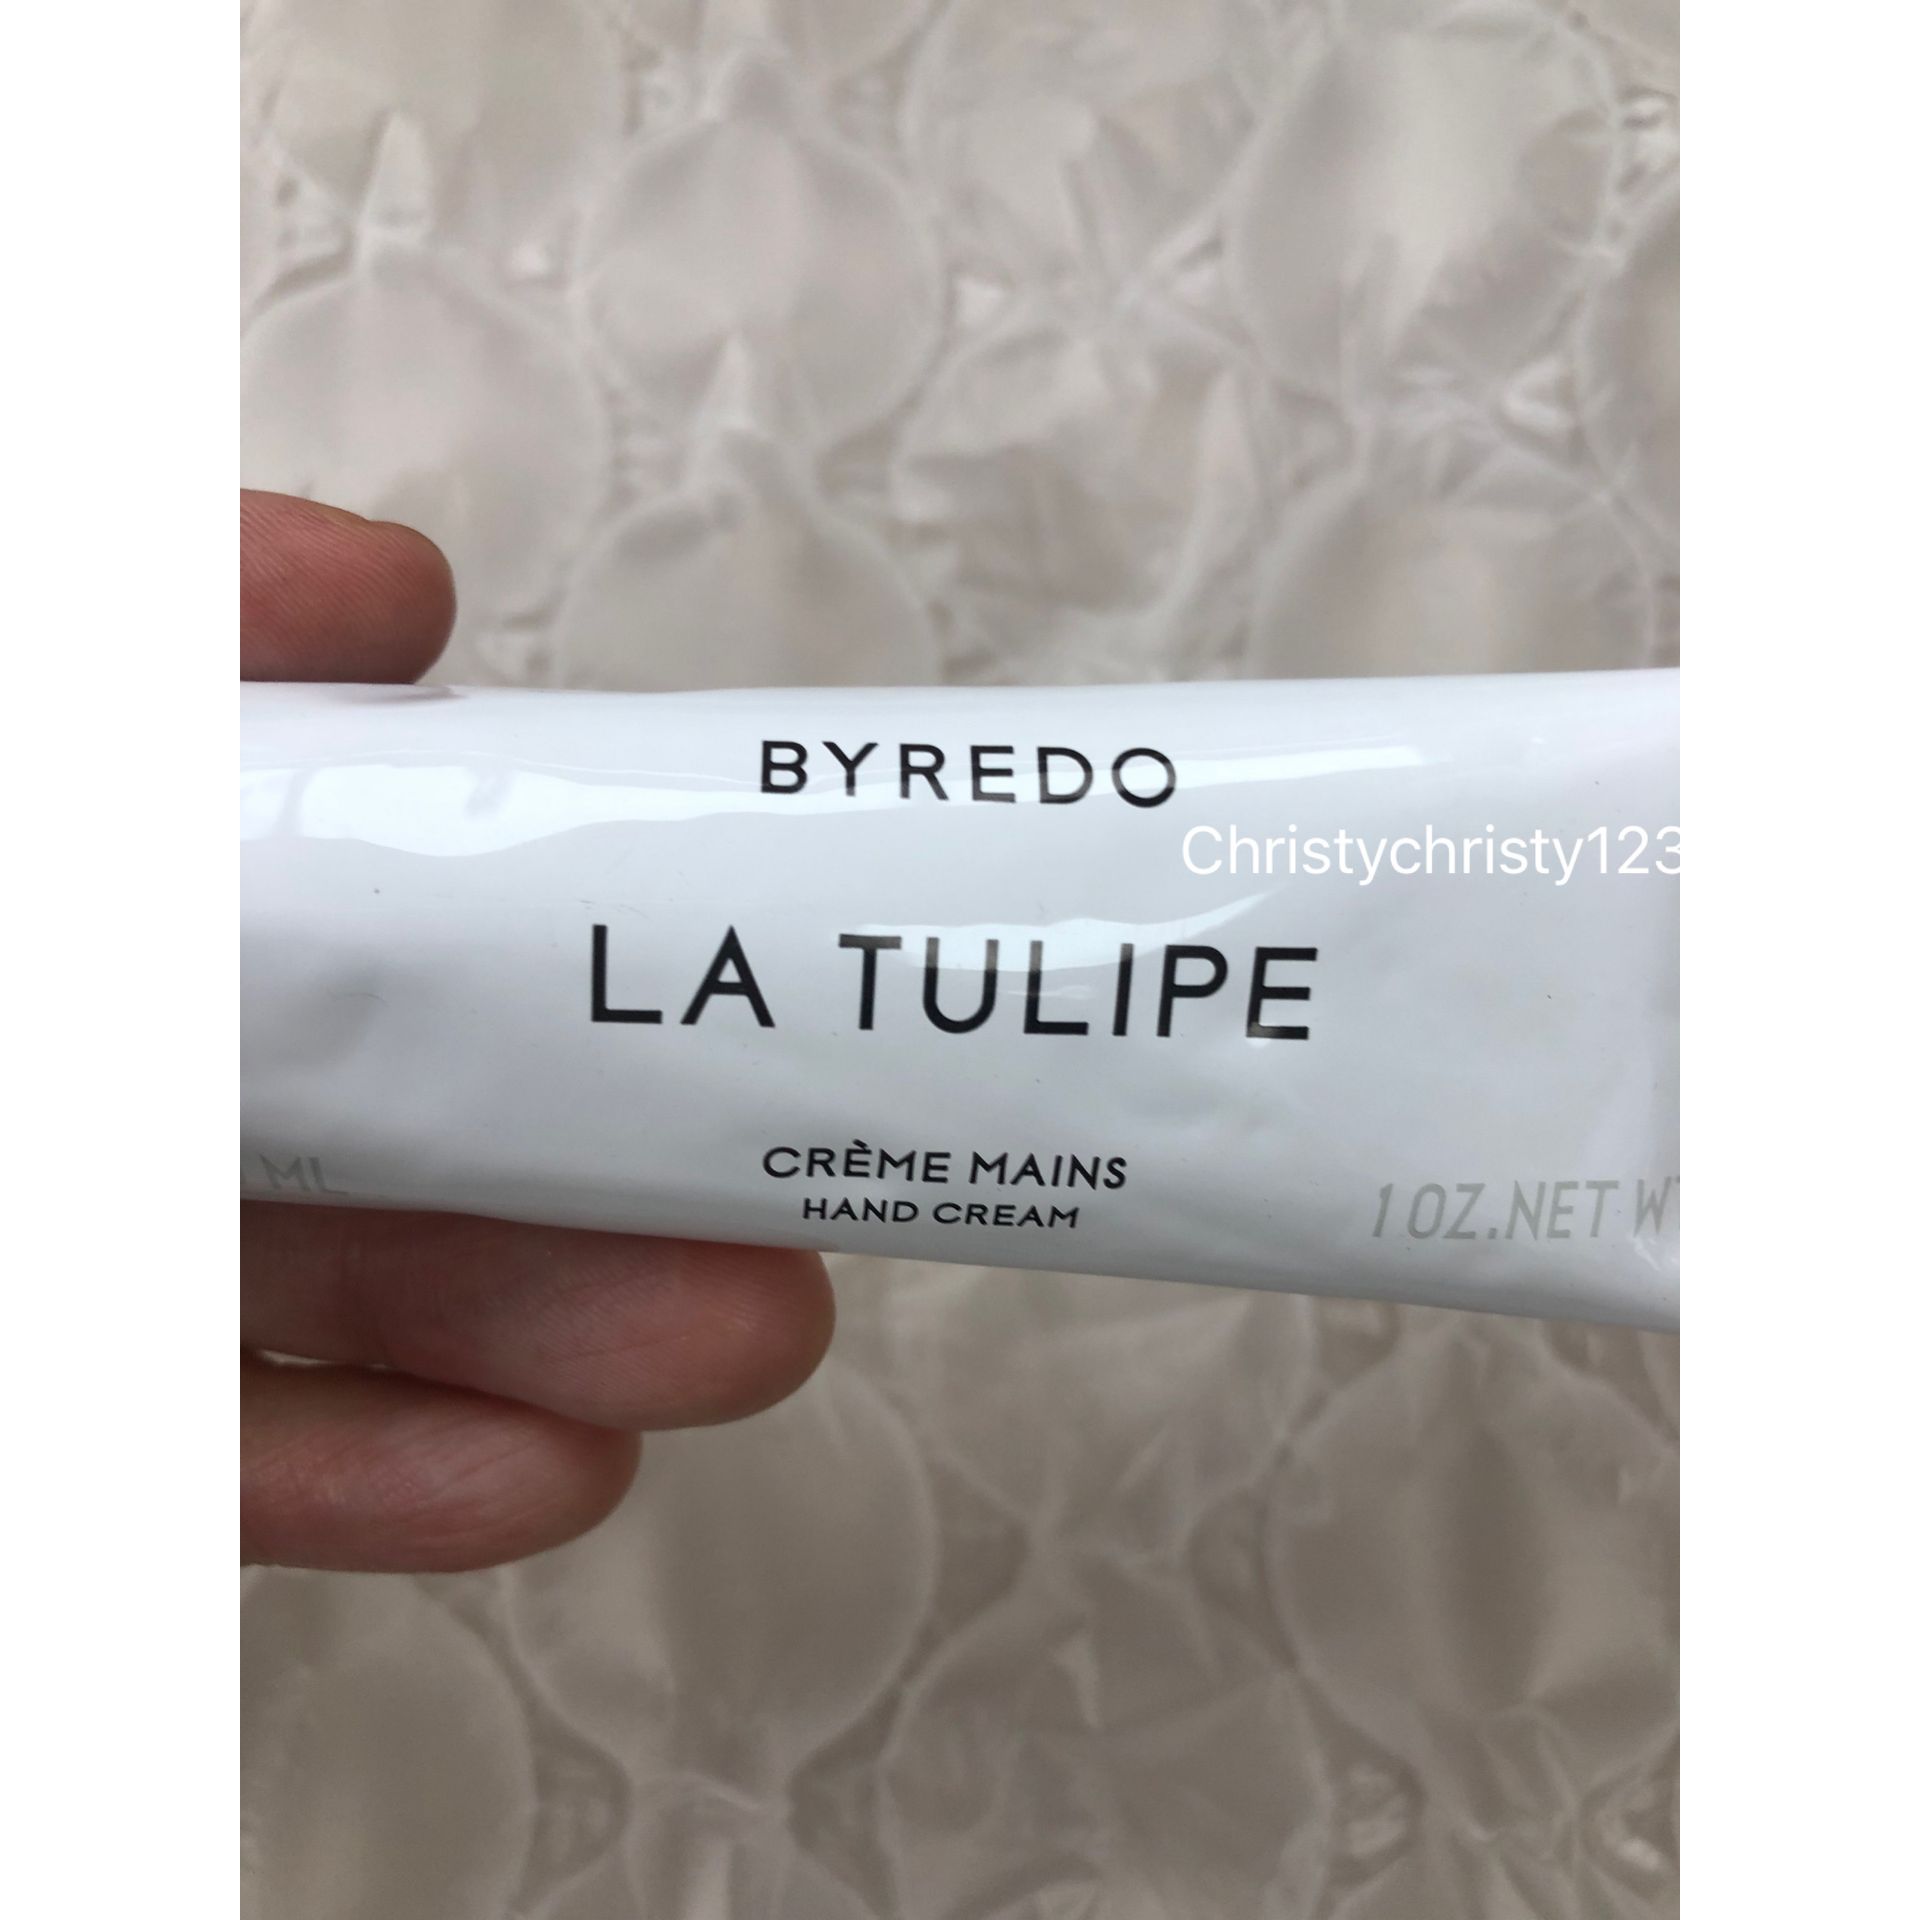 BYREDO
Christychristy123
LA TULIPE
CRÈME MAINS
HAND CREAM
ML
1 OZ.NET W